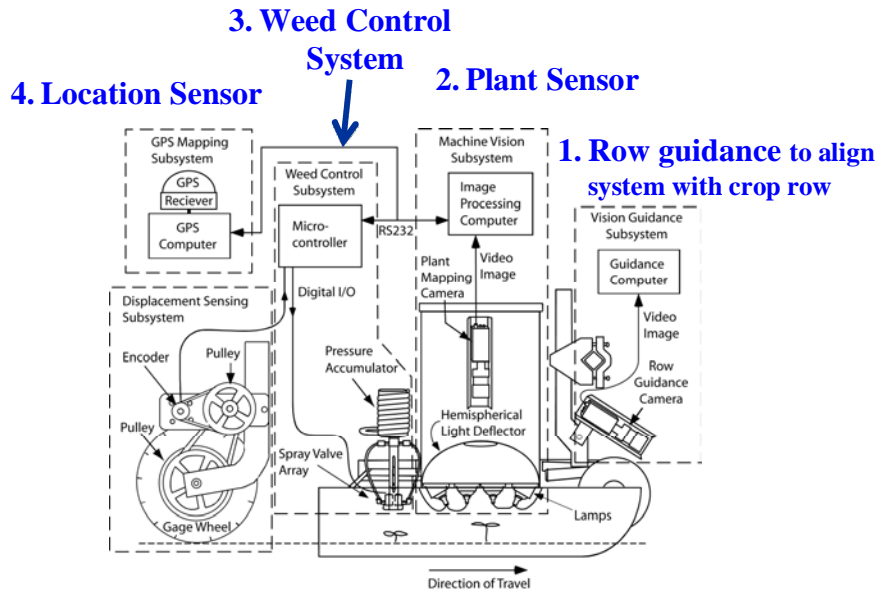 3. Weed Control
System
4. Location Sensor
2. Plant Sensor
1. Row guidance to align
system with crop row
GPS Mapping
Subsystem
GPS
Reciever
GPS
Computer
Weed Control
Subsystem
Micro-
controller
RS232
Machine Vision
Subsystem
Image
Processing
Computer
Vision Guidance
Subsystem
Guidance
Computer
Video
Image
Plant
Mapping
Camera
Video
Image
Digital I/O
Displacement Sensing
Subsystem
Encoder
Pulley
Pulley
Gage Wheel
Pressure
Accumulator
Spray Valve
Array
Hemispherical
Light Deflector
Row
Guidance
Camera
Lamps
Direction of Travel